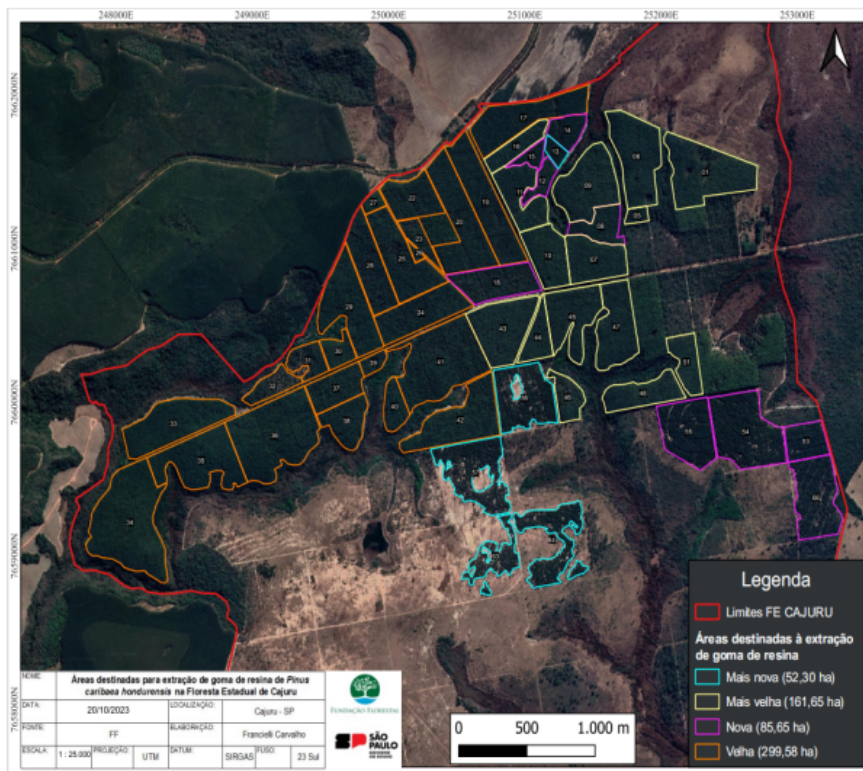 248000E 249000E 250000E 251000E 252000E 253000E
7662000N
7661000N
7660000N
7659000N
7658000N
17
14
16
15
13
12
11
09
08
01
05
06
10
07
18
19
20
22
27
23
25
28
24
29
30
31
32
33
34
35
36
37
38
39
40
41
42
43
44
45
47
46
48
51
55
54
53
Legenda
Limites FE CAJURU
Áreas destinadas à extração
de goma de resina
Mais nova (52,30 ha)
Mais velha (161,65 ha)
Nova (85,65 ha)
Velha (299,58 ha)
0 500 1.000 m
NOME: Áreas destinadas para extração de goma de resina de Pinus
caribaea hondurensis na Floresta Estadual de Cajuru
DATA: 20/10/2023 LOCALIZAÇÃO: Cajuru - SP
FONTE: FF ELABORAÇÃO: Francielli Carvalho
ESCALA: 1 : 25.000 PROJEÇÃO: UTM DATUM: SIRGAS FUSO: 23 Sul
FUNDAÇÃO FLORESTAL
SP SÃO PAULO